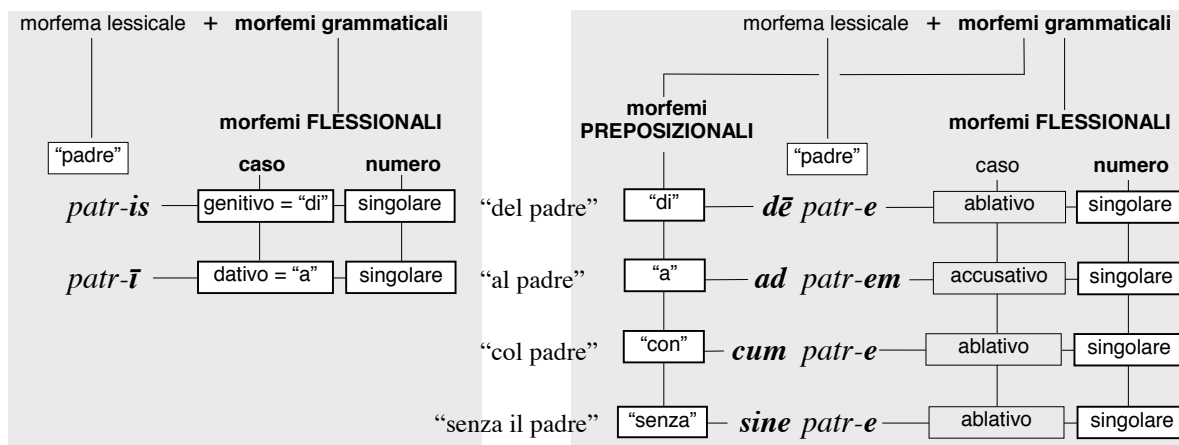 morfema lessicale + morfemi grammaticali
morfema lessicale + morfemi grammaticali
morfemi FLESSIONALI
morfemi
PREPOSIZIONALI
morfemi FLESSIONALI
“padre”
caso
numero
“padre”
caso
numero
patr-is genitivo = “di” singolare “del padre” “di” dē patr-e ablativo singolare
patr-ī dativo = “a” singolare “al padre” “a” ad patr-em accusativo singolare
“col padre” “con” cum patr-e ablativo singolare
“senza il padre” “senza” sine patr-e ablativo singolare